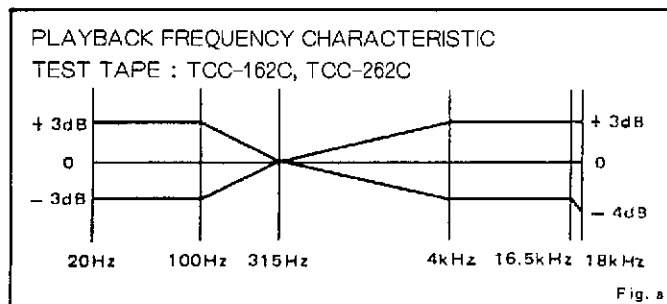 PLAYBACK FREQUENCY CHARACTERISTIC
TEST TAPE : TCC-162C, TCC-262C
+ 3dB + 3dB
0 0
- 3dB - 4dB
20Hz 100Hz 315Hz 4kHz 16.5kHz 18kHz
Fig. a